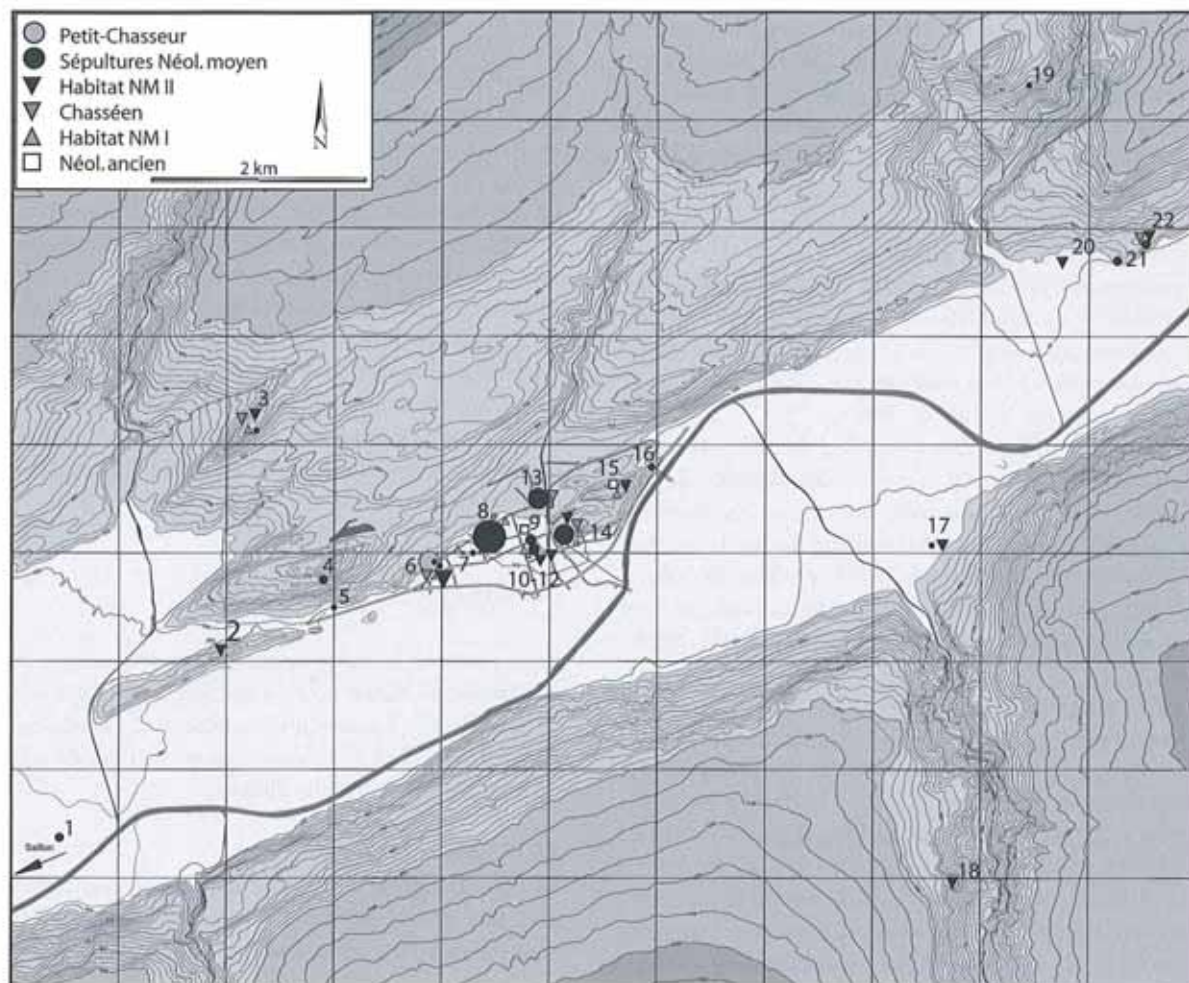 Petit-Chasseur
Sépultures Néol. moyen
Habitat NM II
Chasséen
Habitat NM I
Néol. ancien
N
2 km
19
22
20
21
3
16
15
13
8
9
14
17
6
7
10-12
4
5
2
18
1
Saillon